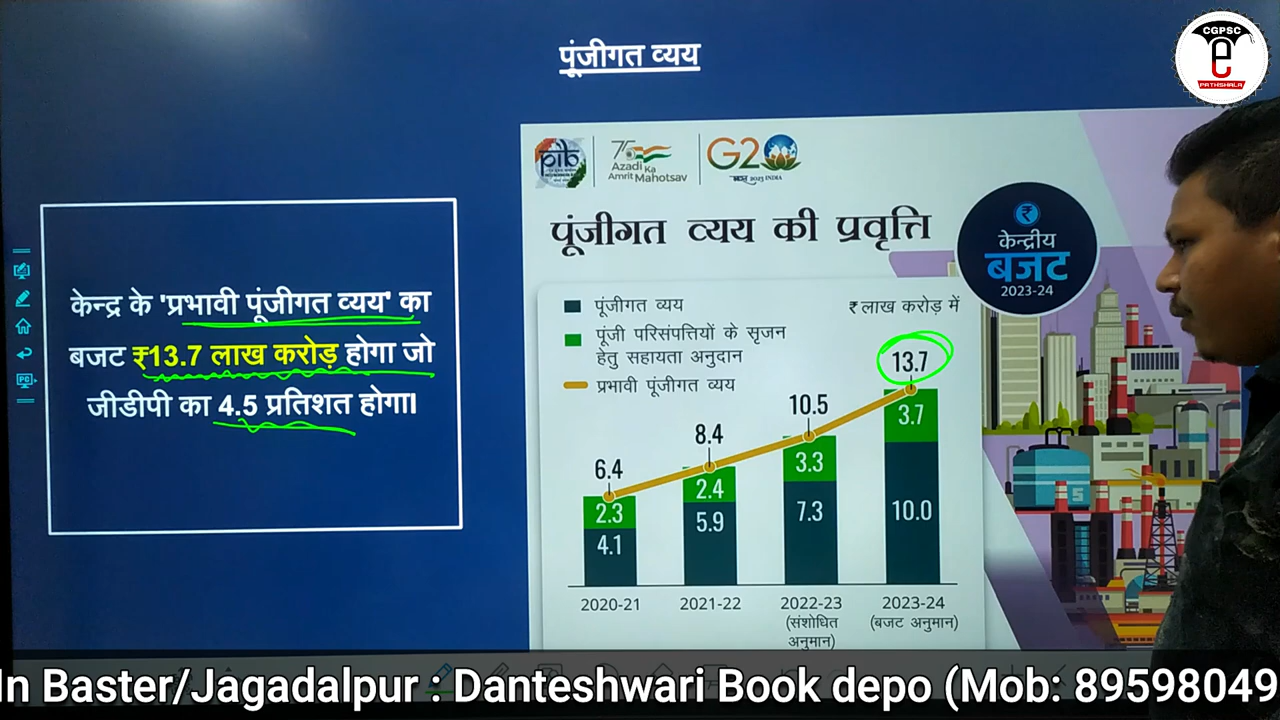 पूंजीगत व्यय
CGPSC
e
PATHSHALA
pib
75
Azadi Ka
Amrit Mahotsav
G20
भारत 2023 INDIA
पूंजीगत व्यय की प्रवृत्ति
₹
केन्द्रीय
बजट
2023-24
केन्द्र के 'प्रभावी पूंजीगत व्यय' का
बजट ₹13.7 लाख करोड़ होगा जो
जीडीपी का 4.5 प्रतिशत होगा।
पूंजीगत व्यय
₹ लाख करोड़ में
पूंजी परिसंपत्तियों के सृजन
हेतु सहायता अनुदान
प्रभावी पूंजीगत व्यय
6.4
8.4
10.5
13.7
2.3
2.4
3.3
3.7
4.1
5.9
7.3
10.0
2020-21
2021-22
2022-23
(संशोधित
अनुमान)
2023-24
(बजट अनुमान)
5
In Baster/Jagadalpur : Danteshwari Book depo (Mob: 89598049